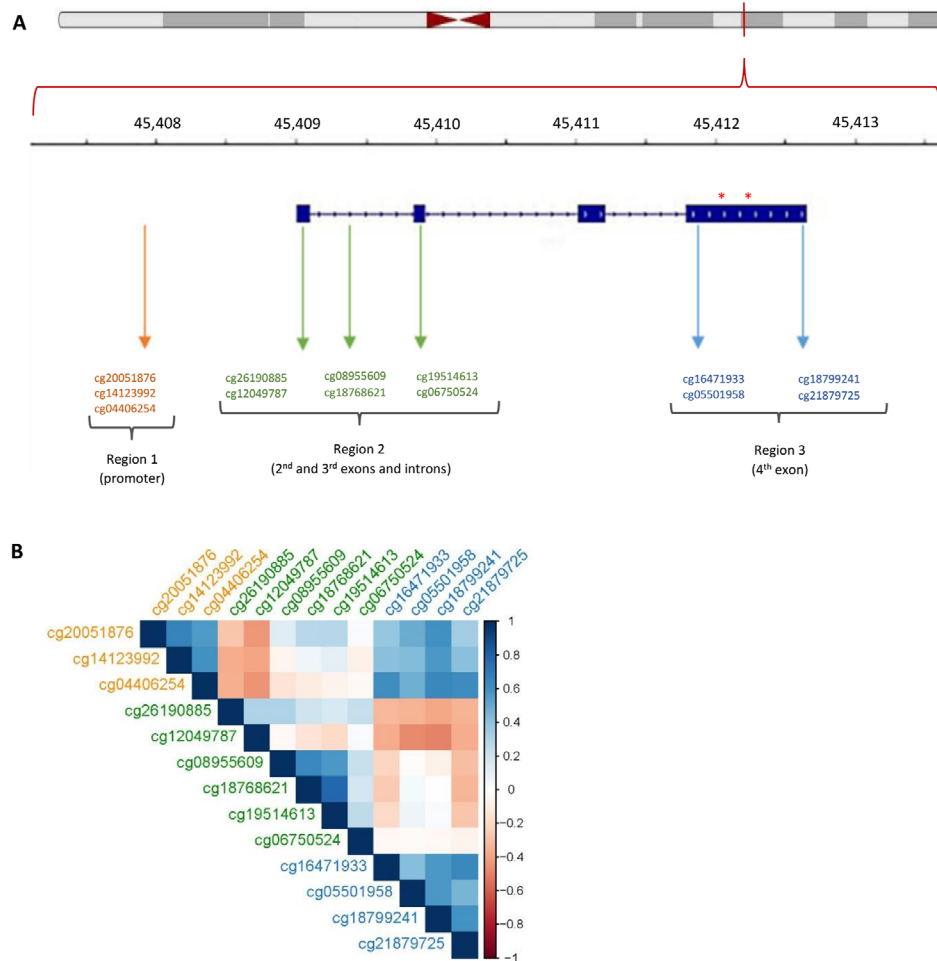 A
45,408 45,409 45,410 45,411 45,412 45,413
* *
cg20051876
cg14123992
cg04406254
cg26190885
cg12049787
cg08955609
cg18768621
cg19514613
cg06750524
cg16471933
cg05501958
cg18799241
cg21879725
Region 1
(promoter)
Region 2
(2nd and 3rd exons and introns)
Region 3
(4th exon)
B
cg20051876
cg14123992
cg04406254
cg26190885
cg12049787
cg08955609
cg18768621
cg19514613
cg06750524
cg16471933
cg05501958
cg18799241
cg21879725
cg20051876
cg14123992
cg04406254
cg26190885
cg12049787
cg08955609
cg18768621
cg19514613
cg06750524
cg16471933
cg05501958
cg18799241
cg21879725
1
0.8
0.6
0.4
0.2
0
−0.2
−0.4
−0.6
−0.8
−1